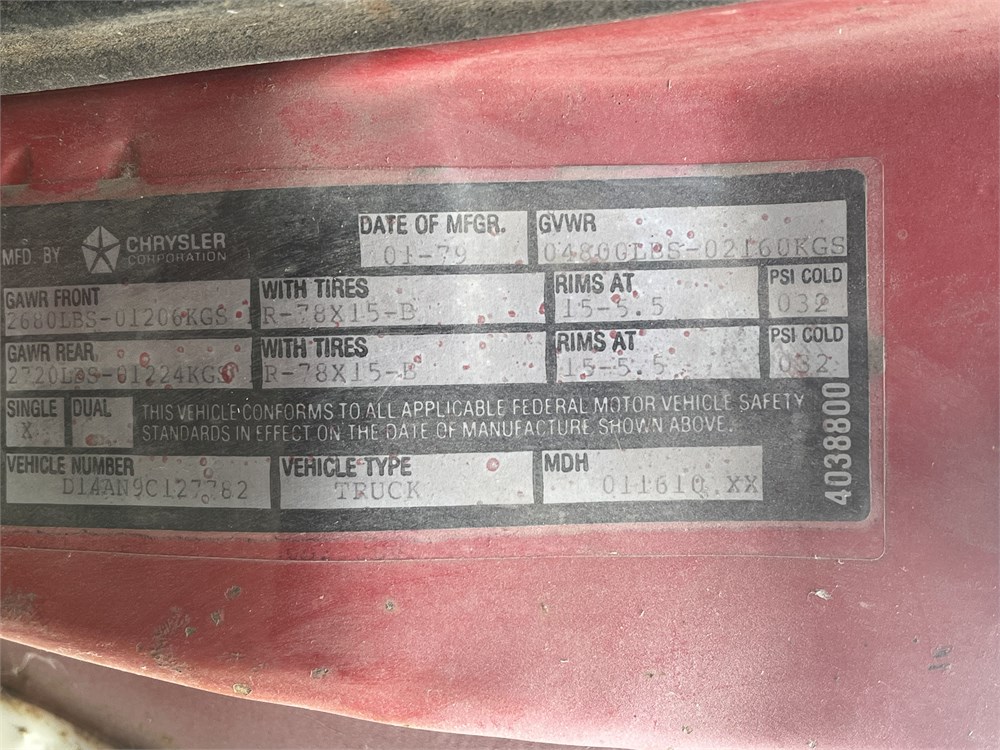 MFD. BY CHRYSLER CORPORATION
DATE OF MFGR. GVWR
01-79 04800LBS-02160KGS
GAWR FRONT WITH TIRES RIMS AT PSI COLD
2680LBS-01206KGS R-78X15-B 15-5.5 032
GAWR REAR WITH TIRES RIMS AT PSI COLD
2720LBS-01224KGS R-78X15-B 15-5.5 032
SINGLE DUAL
X
THIS VEHICLE CONFORMS TO ALL APPLICABLE FEDERAL MOTOR VEHICLE SAFETY
STANDARDS IN EFFECT ON THE DATE OF MANUFACTURE SHOWN ABOVE.
VEHICLE NUMBER VEHICLE TYPE MDH
D14AN9C127782 TRUCK 011610 XX
4038800